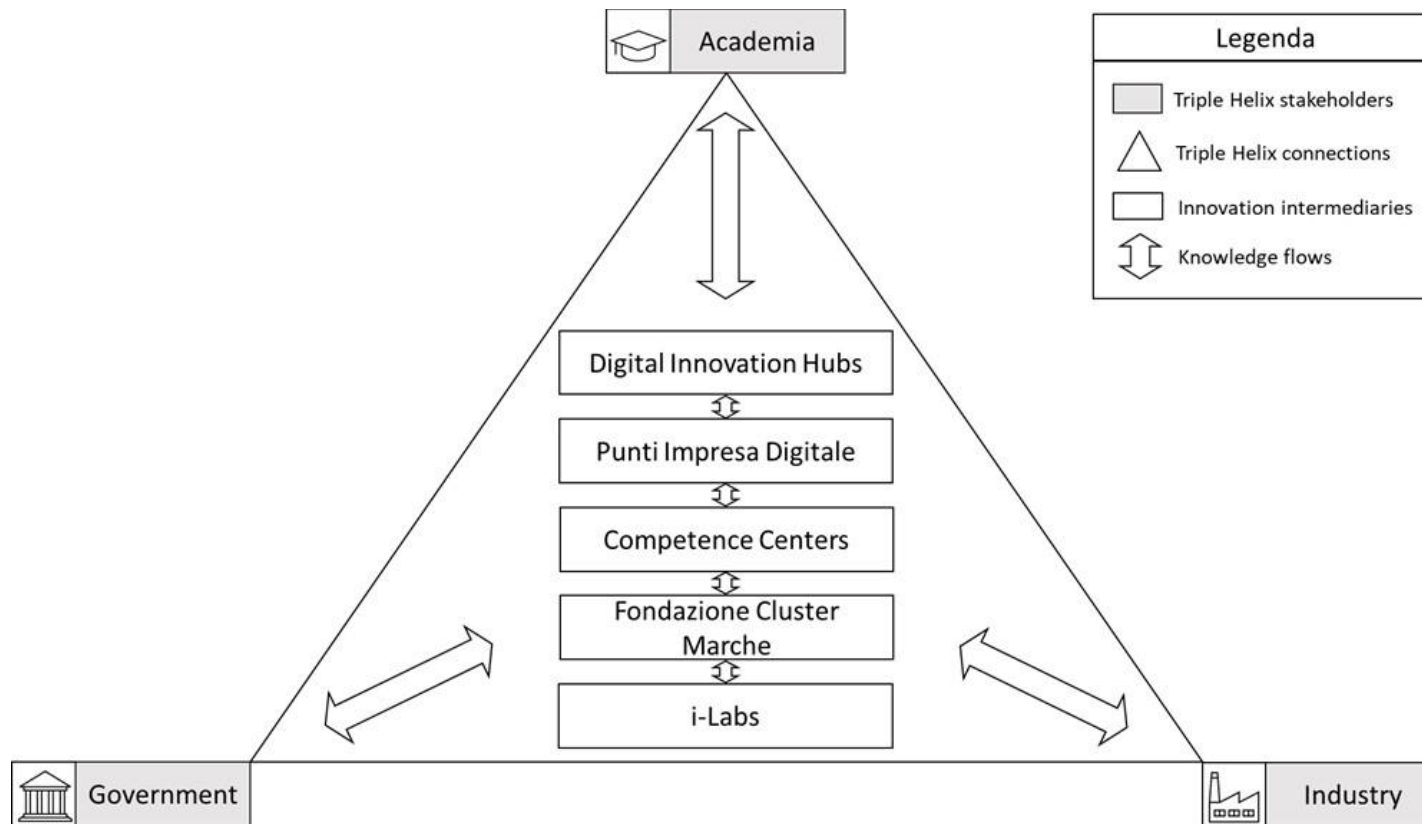 Academia
Legenda
Triple Helix stakeholders
Triple Helix connections
Innovation intermediaries
Knowledge flows
Digital Innovation Hubs
Punti Impresa Digitale
Competence Centers
Fondazione Cluster
Marche
i-Labs
Government
Industry